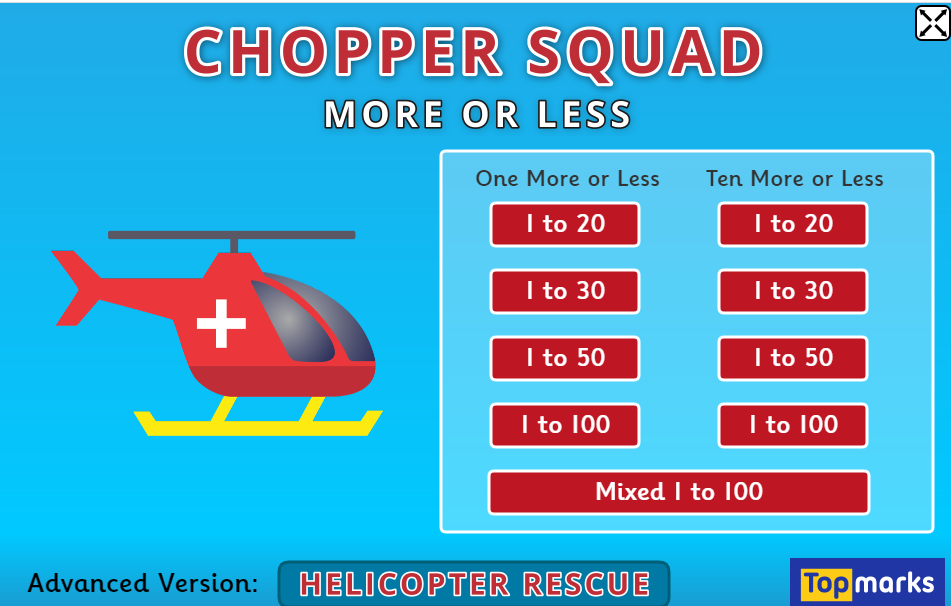 CHOPPER SQUAD
MORE OR LESS
One More or Less
Ten More or Less
1 to 20
1 to 20
1 to 30
1 to 30
1 to 50
1 to 50
1 to 100
1 to 100
Mixed 1 to 100
Advanced Version: HELICOPTER RESCUE
Topmarks